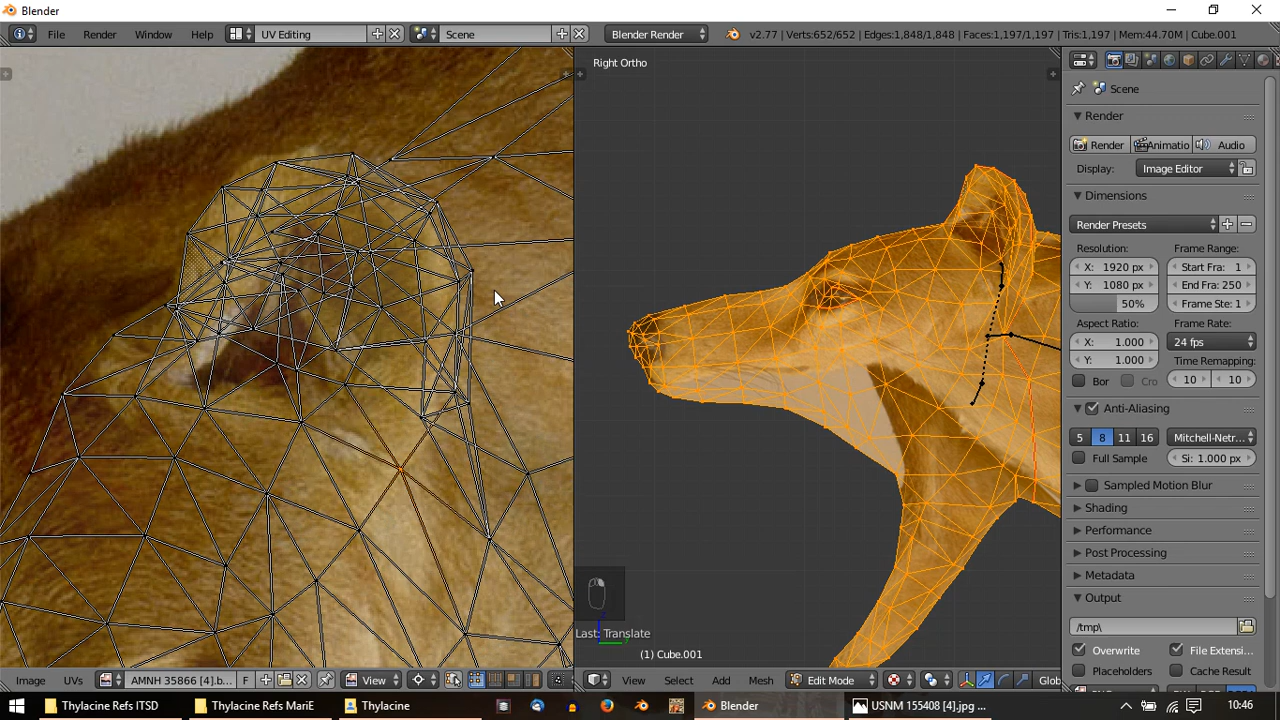 Blender
File Render Window Help UV Editing Scene Blender Render v2.77 | Verts:652/652 | Edges:1,848/1,848 | Faces:1,197/1,197 | Tris:1,197 | Mem:44.70M | Cube.001
Right Ortho
Scene
Render
Render Animatio Audio
Display: Image Editor
Dimensions
Render Presets
Resolution: Frame Range:
X: 1920 px Start Fra: 1
Y: 1080 px End Fra: 250
50% Frame Ste: 1
Aspect Ratio: Frame Rate:
X: 1.000 24 fps
Y: 1.000 Time Remapping:
Bor Cro 10 10
Anti-Aliasing
5 8 11 16 Mitchell-Netr...
Full Sample Si: 1.000 px
Sampled Motion Blur
Shading
Performance
Post Processing
Metadata
Output
/tmp\
Overwrite File Extensi...
Placeholders Cache Result
Last: Translate
(1) Cube.001
Image UVs AMNH 35866 [4].b... F View
View Select Add Mesh Edit Mode Glob
Thylacine Refs ITSD Thylacine Refs MariE Thylacine Blender USNM 155408 [4].jpg ... 10:46